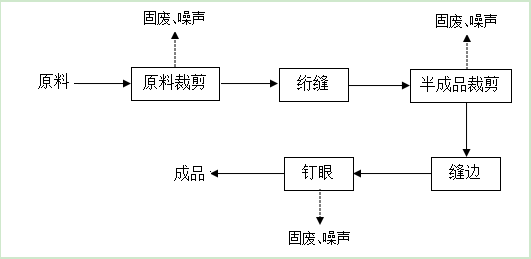 固废、噪声
固废、噪声
原料
原料裁剪
绗缝
半成品裁剪
成品
钉眼
缝边
固废、噪声